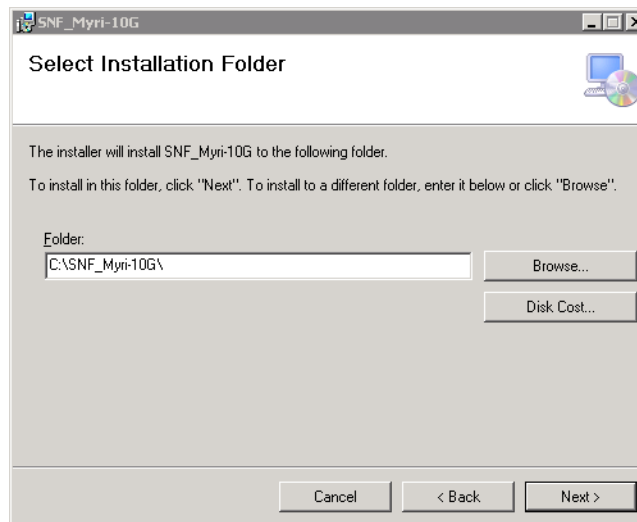 SNF_Myri-10G
Select Installation Folder
The installer will install SNF_Myri-10G to the following folder.
To install in this folder, click "Next". To install to a different folder, enter it below or click "Browse".
Folder:
C:\SNF_Myri-10G\
Browse...
Disk Cost...
Cancel
< Back
Next >